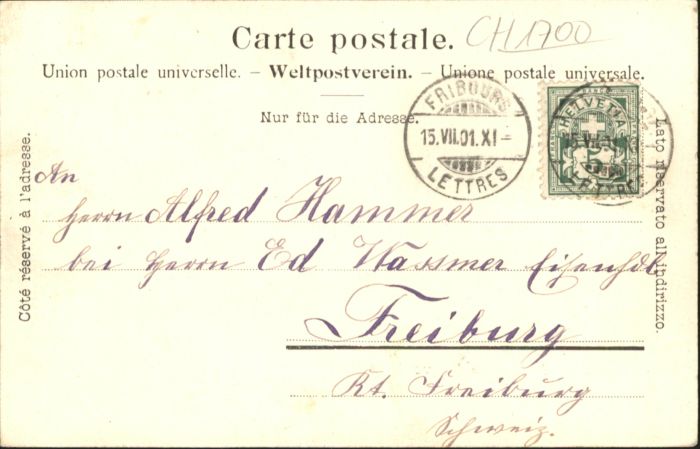 Carte postale. CH1700
Union postale universelle. – Weltpostverein. – Unione postale universale.
Nur für die Adresse.
Côté réservé à l'adresse.
Lato riservato all'indirizzo.
FRIBOURG
15.VII.01.XI–
LETTRES
HELVETIA
5
An
Herrn Alfred Hammer
bei Herrn Ed Wassmer Eisenhdl.
Freiburg
Kt. Freiburg
Schweiz.